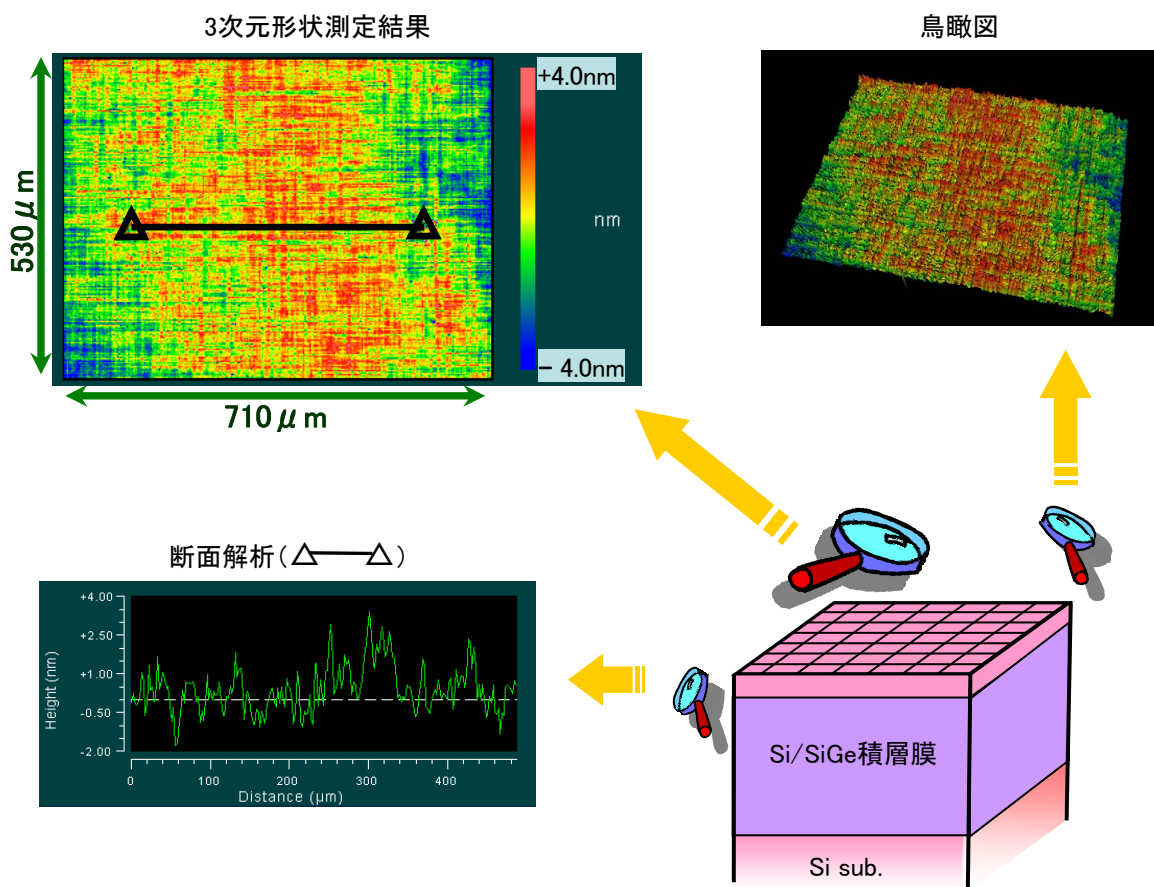 3次元形状測定結果
鳥瞰図
+4.0nm
nm
530μm
− 4.0nm
710μm
断面解析(△━△)
+4.00
+2.50
+1.00
-0.50
-2.00
Height (nm)
0
100
200
300
400
Distance (µm)
Si/SiGe積層膜
Si sub.